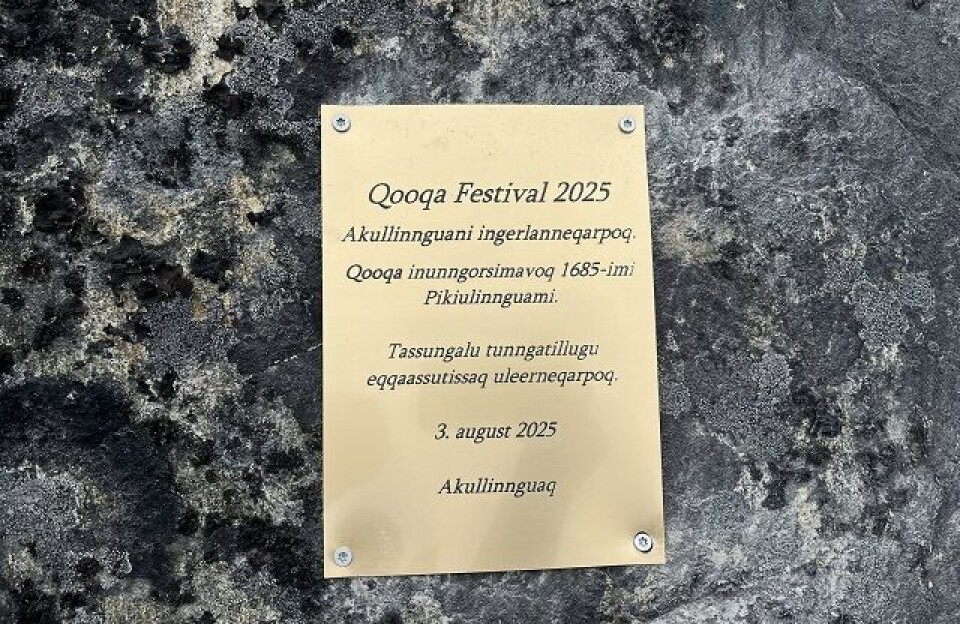 Qooqa Festival 2025
Akullinnguani ingerlanneqarpoq.
Qooqa inunngorsimavoq 1685-imi
Pikiulinnguami.
Tassungalu tunngatillugu
eqqaassutissaq uleerneqarpoq.
3. august 2025
Akullinnguaq